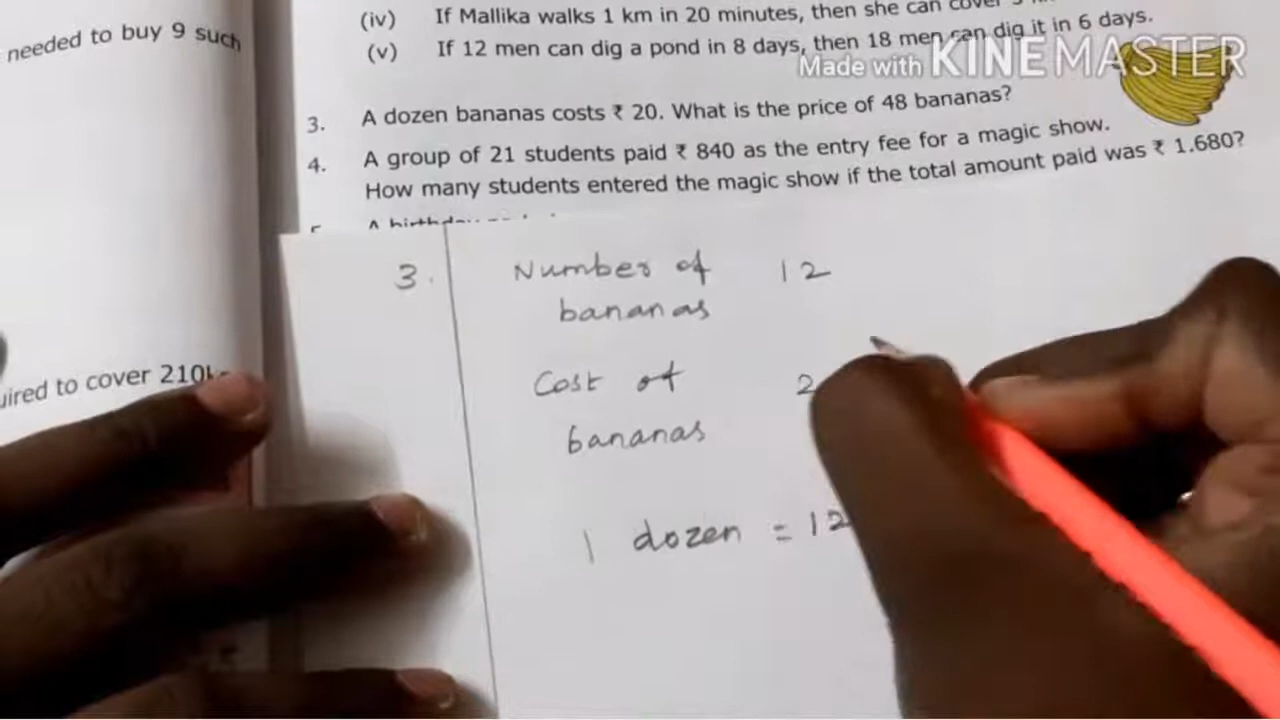 needed to buy 9 such
(iv) If Mallika walks 1 km in 20 minutes, then she can cover
(v) If 12 men can dig a pond in 8 days, then 18 men can dig it in 6 days.
Made with KINEMASTER
3. A dozen bananas costs ₹ 20. What is the price of 48 bananas?
4. A group of 21 students paid ₹ 840 as the entry fee for a magic show.
How many students entered the magic show if the total amount paid was ₹ 1.680?
A
uired to cover 210
3. Number of 12
bananas
Cost of 2
bananas
1 dozen = 12